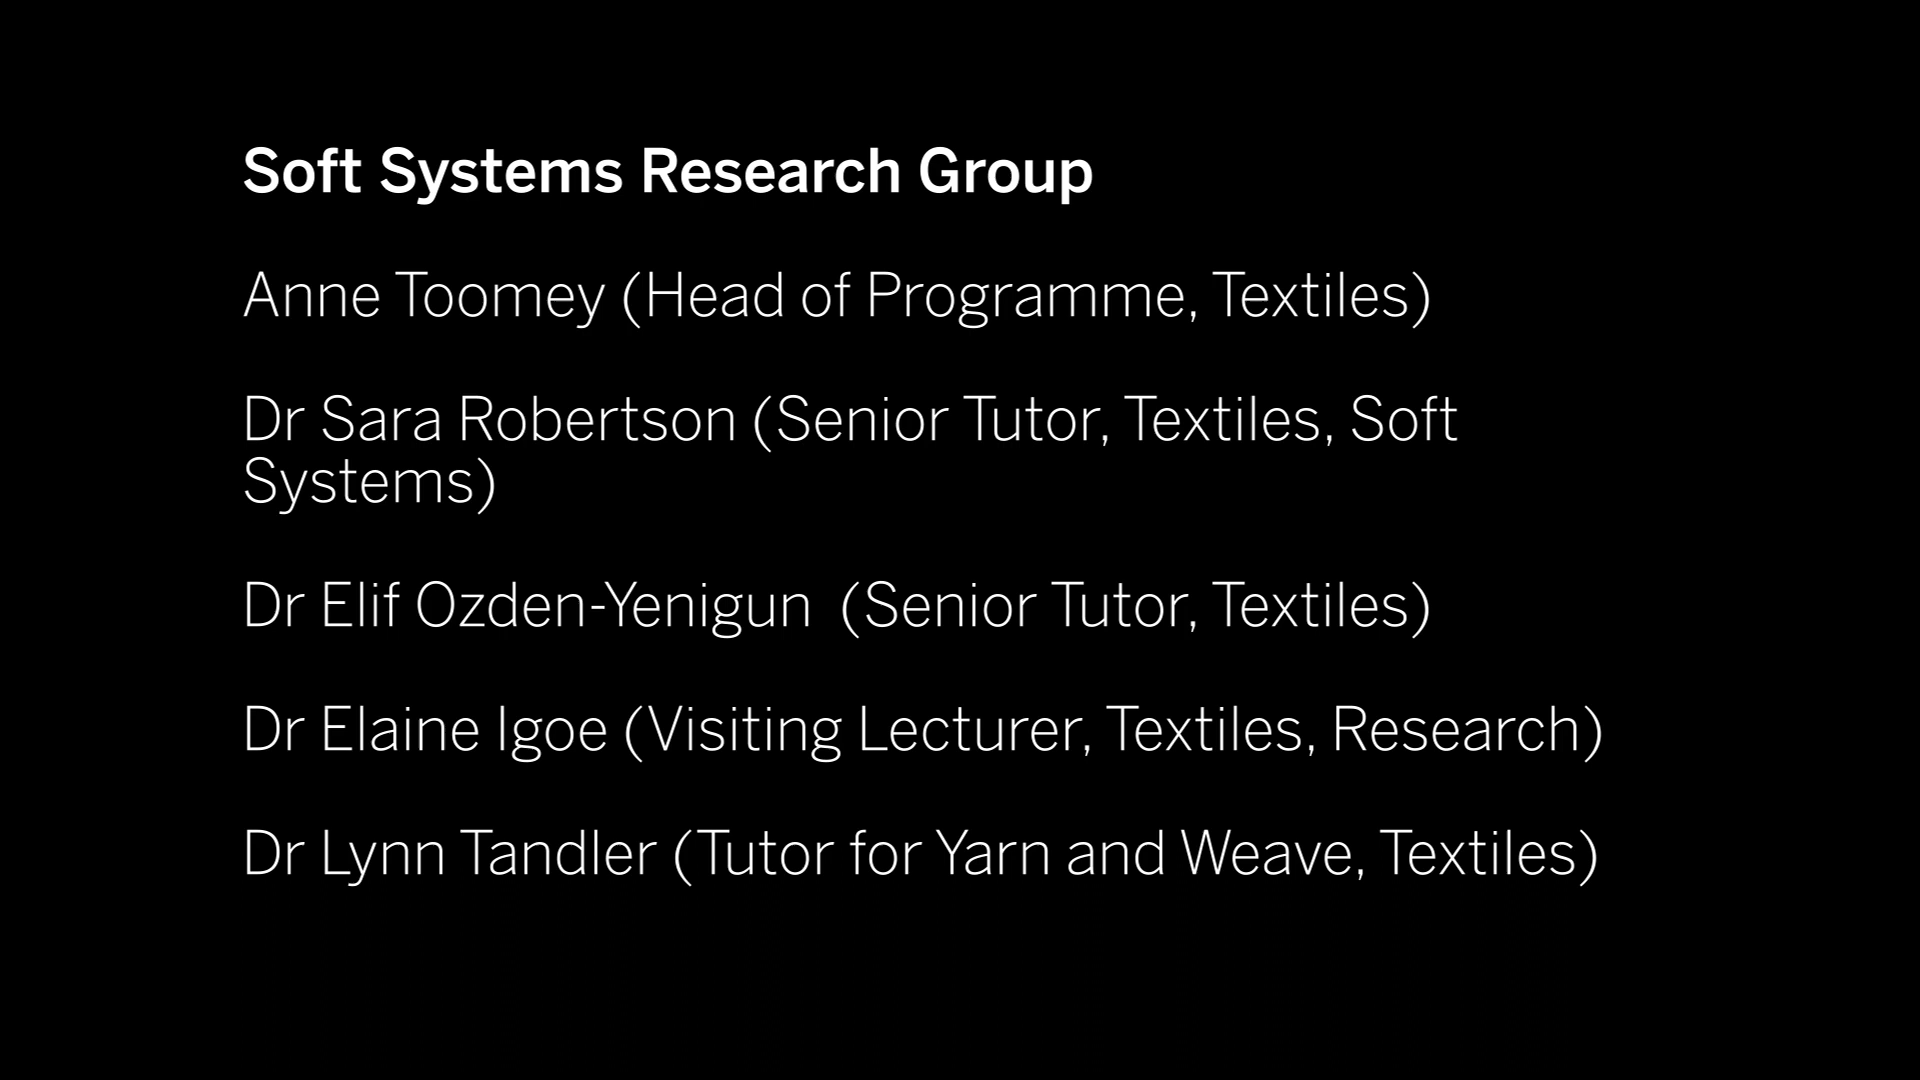 Soft Systems Research Group
Anne Toomey (Head of Programme, Textiles)
Dr Sara Robertson (Senior Tutor, Textiles, Soft
Systems)
Dr Elif Ozden-Yenigun  (Senior Tutor, Textiles)
Dr Elaine Igoe (Visiting Lecturer, Textiles, Research)
Dr Lynn Tandler (Tutor for Yarn and Weave, Textiles)